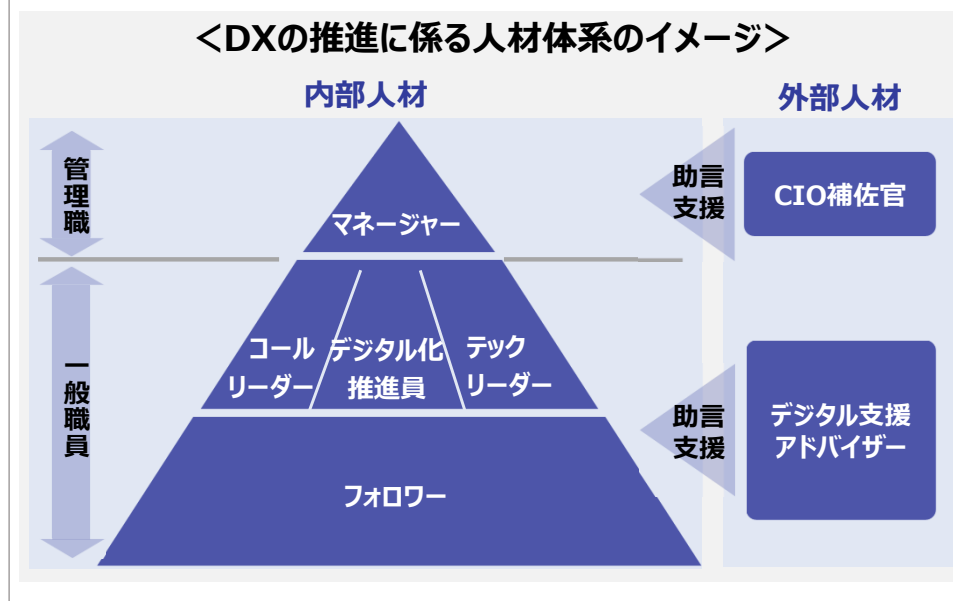 <DXの推進に係る人材体系のイメージ>
内部人材
外部人材
管理職
マネージャー
助言
支援
CIO補佐官
一般職員
コール
リーダー
デジタル化
推進員
テック
リーダー
フォロワー
助言
支援
デジタル支援
アドバイザー